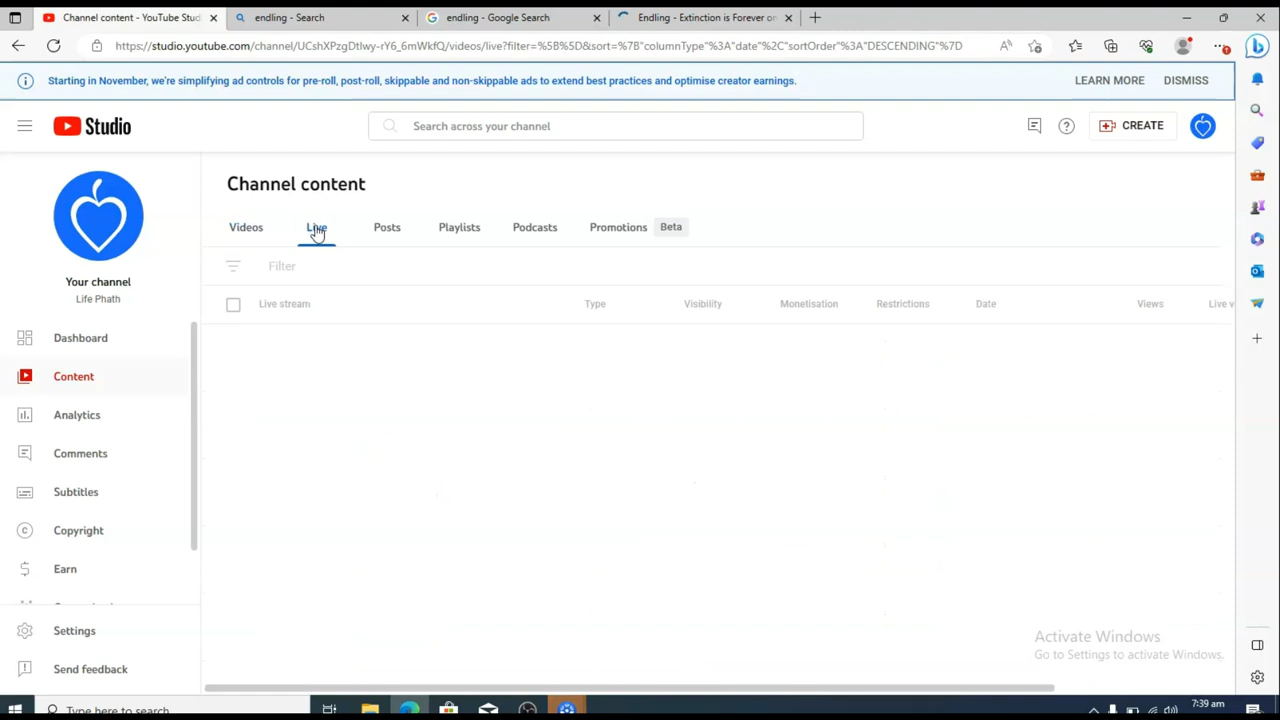 Channel content - YouTube Stud
endling - Search
endling - Google Search
Endling - Extinction is Forever on
https://studio.youtube.com/channel/UCshXPzgDtIwy-rY6_6mWkfQ/videos/live?filter=%5B%5D&sort=%7B"columnType"%3A"date"%2C"sortOrder"%3A"DESCENDING"%7D
Starting in November, we're simplifying ad controls for pre-roll, post-roll, skippable and non-skippable ads to extend best practices and optimise creator earnings.
LEARN MORE
DISMISS
Studio
Search across your channel
CREATE
Channel content
Videos
Live
Posts
Playlists
Podcasts
Promotions
Beta
Filter
Live stream
Type
Visibility
Monetisation
Restrictions
Date
Views
Live v
Your channel
Life Phath
Dashboard
Content
Analytics
Comments
Subtitles
Copyright
Earn
Settings
Send feedback
Activate Windows
Go to Settings to activate Windows.
Type here to search
7:39 am